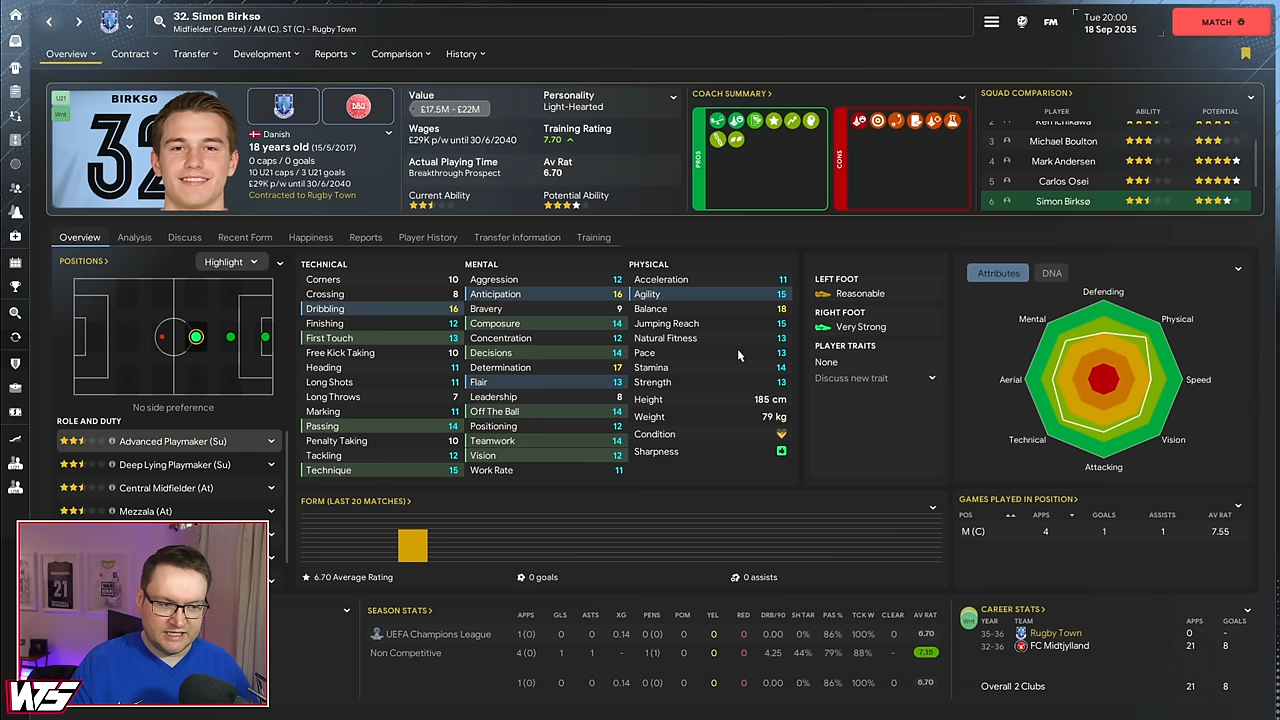 32. Simon Birksø
Midfielder (Centre) / AM (C), ST (C) - Rugby Town
FM
Tue 20:00
18 Sep 2035
MATCH
Overview
Contract
Transfer
Development
Reports
Comparison
History
U21
Wnt
BIRKSØ
32
Danish
18 years old (15/5/2017)
0 caps / 0 goals
10 U21 caps / 3 U21 goals
£29K p/w until 30/6/2040
Contracted to Rugby Town
Value
£17.5M - £22M
Wages
£29K p/w until 30/6/2040
Actual Playing Time
Breakthrough Prospect
Current Ability
Personality
Light-Hearted
Training Rating
7.70
Av Rat
6.70
Potential Ability
COACH SUMMARY >
PROS
CONS
SQUAD COMPARISON >
PLAYER ABILITY POTENTIAL
3 Michael Boulton
4 Mark Andersen
5 Carlos Osei
6 Simon Birksø
Overview
Analysis
Discuss
Recent Form
Happiness
Reports
Player History
Transfer Information
Training
POSITIONS >
Highlight
No side preference
ROLE AND DUTY
Advanced Playmaker (Su)
Deep Lying Playmaker (Su)
Central Midfielder (At)
Mezzala (At)
TECHNICAL
Corners 10
Crossing 8
Dribbling 16
Finishing 12
First Touch 13
Free Kick Taking 10
Heading 11
Long Shots 11
Long Throws 7
Marking 11
Passing 14
Penalty Taking 10
Tackling 12
Technique 15
MENTAL
Aggression 12
Anticipation 16
Bravery 9
Composure 14
Concentration 12
Decisions 14
Determination 17
Flair 13
Leadership 8
Off The Ball 14
Positioning 12
Teamwork 14
Vision 12
Work Rate 11
PHYSICAL
Acceleration 11
Agility 15
Balance 18
Jumping Reach 15
Natural Fitness 13
Pace 13
Stamina 14
Strength 13
Height 185 cm
Weight 79 kg
Condition
Sharpness
LEFT FOOT
Reasonable
RIGHT FOOT
Very Strong
PLAYER TRAITS
None
Discuss new trait
Attributes
DNA
Defending
Physical
Speed
Vision
Attacking
Technical
Aerial
Mental
FORM (LAST 20 MATCHES) >
6.70 Average Rating
0 goals
0 assists
GAMES PLAYED IN POSITION >
POS APPS GOALS ASSISTS AV RAT
M (C) 4 1 1 7.55
21
SEASON STATS >
APPS GLS ASTS XG PENS POM YEL RED DRB/90 SH TAR PAS % TCK W CLEAR AV RAT
UEFA Champions League 1 (0) 0 0 0.14 0 (0) 0 0 0 0.00 0% 86% 100% 0 6.70
Non Competitive 4 (0) 1 1 - 1 (1) 0 0 0 4.25 44% 79% 88% - 7.15
1 (0) 0 0 0.14 0 (0) 0 0 0 0.00 0% 86% 100% 0 6.70
Wnt
CAREER STATS >
YEAR TEAM APPS GOALS
35-36 Rugby Town 0 -
32-36 FC Midtjylland 21 8
Overall 2 Clubs 21 8
WTS